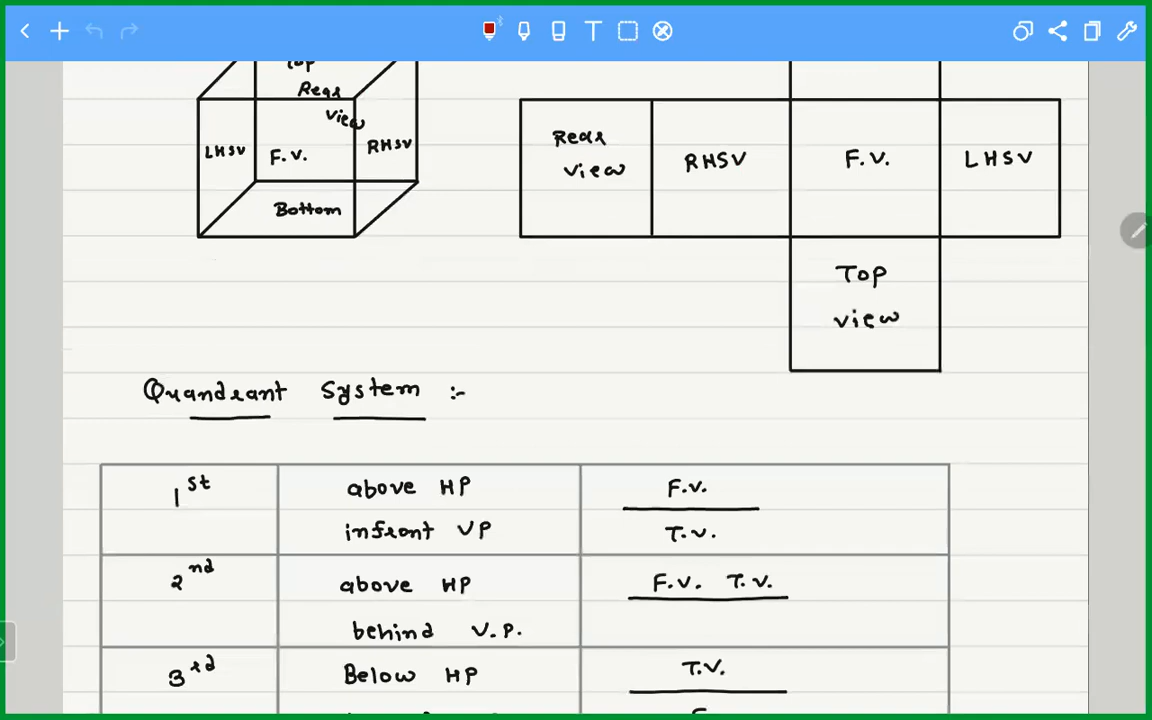 Top
Rear
view
LHSV
F.V.
RHSV
Bottom
Rear
view
RHSV
F.V.
LHSV
Top
view
Quandrant System :-
1st
above HP
infront VP
F.V.
T.V.
2nd
above HP
behind V.P.
F.V. T.V.
3rd
Below HP
T.V.